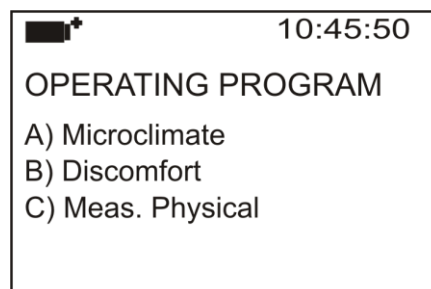 10:45:50
OPERATING PROGRAM
A) Microclimate
B) Discomfort
C) Meas. Physical